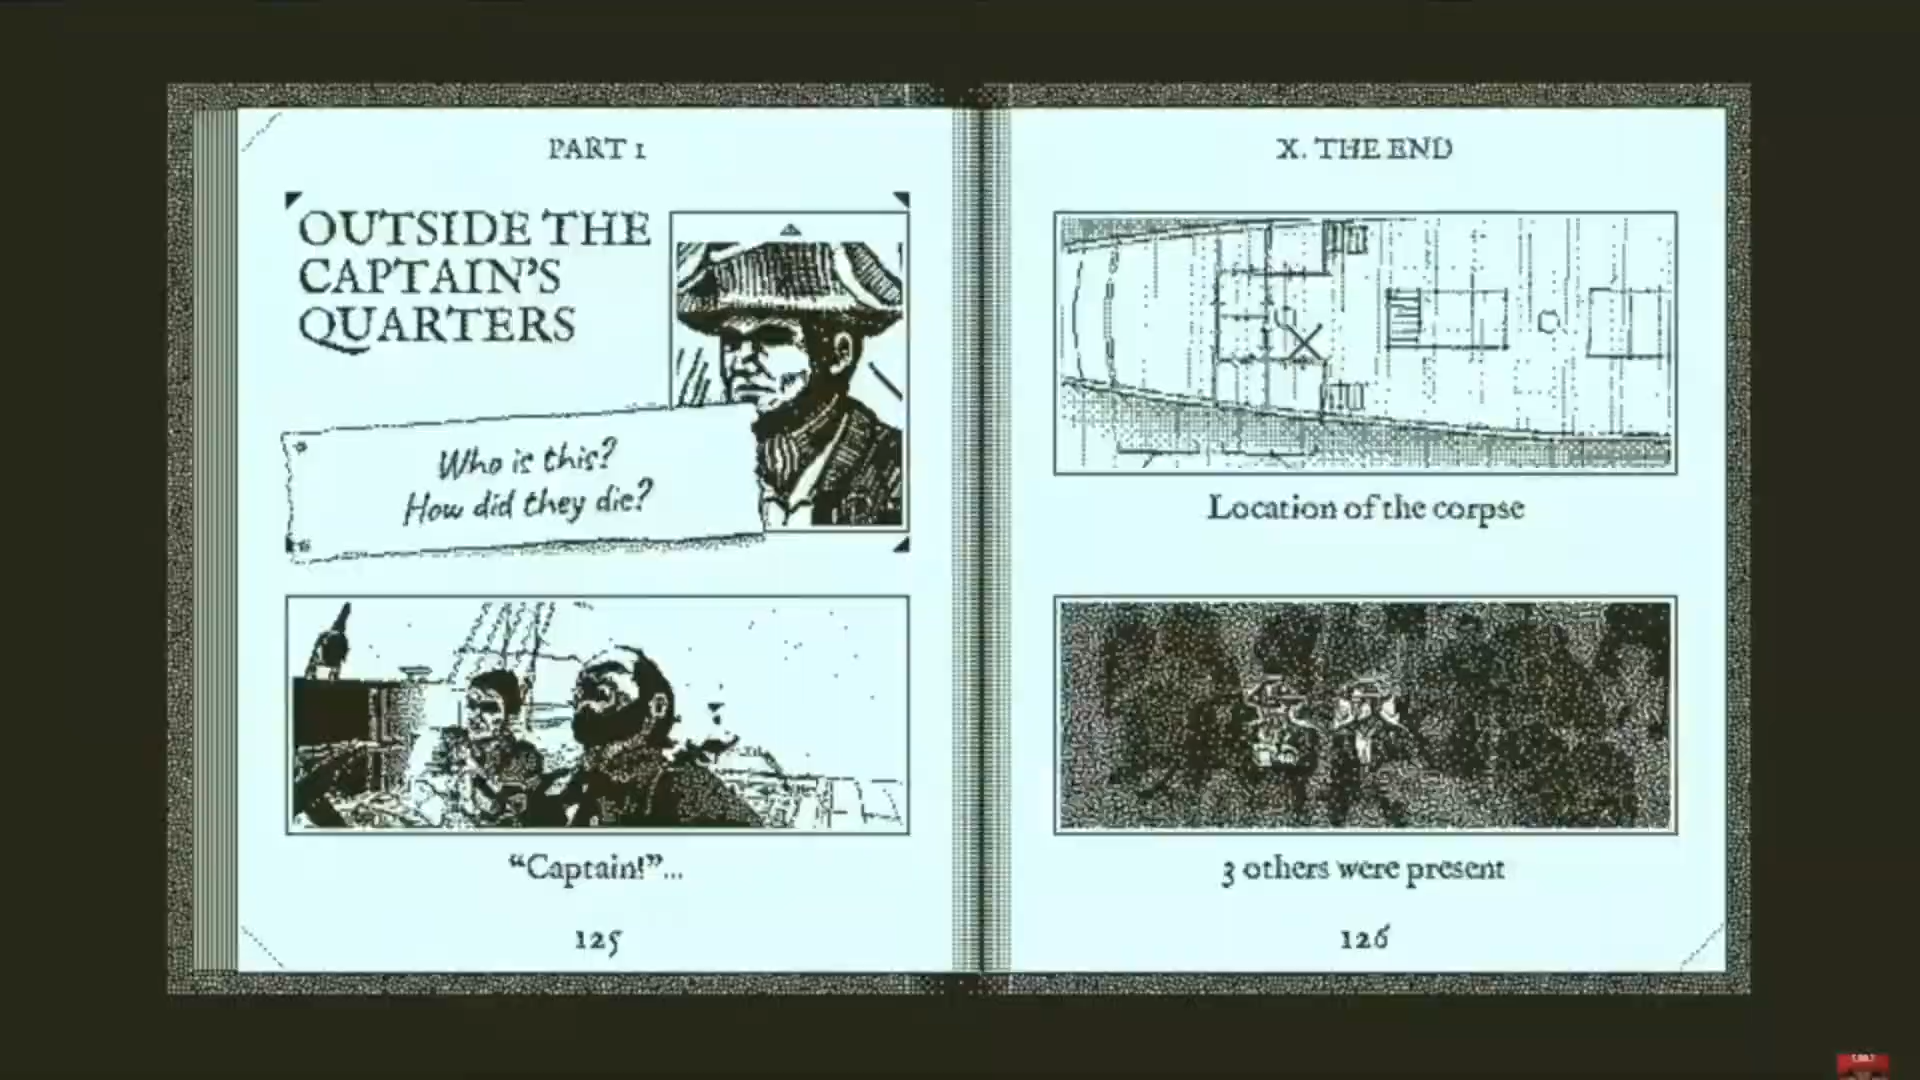 PART 1
OUTSIDE THE
CAPTAIN'S
QUARTERS
Who is this?
How did they die?
"Captain!"...
125
X. THE END
Location of the corpse
3 others were present
126